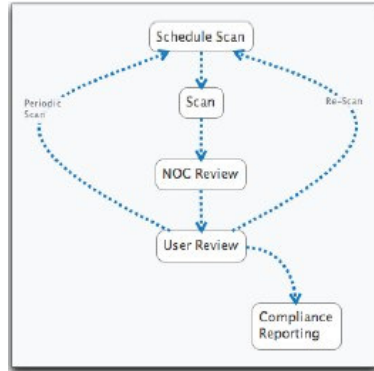 Schedule Scan
Periodic
Scan
Re-Scan
Scan
NOC Review
User Review
Compliance
Reporting